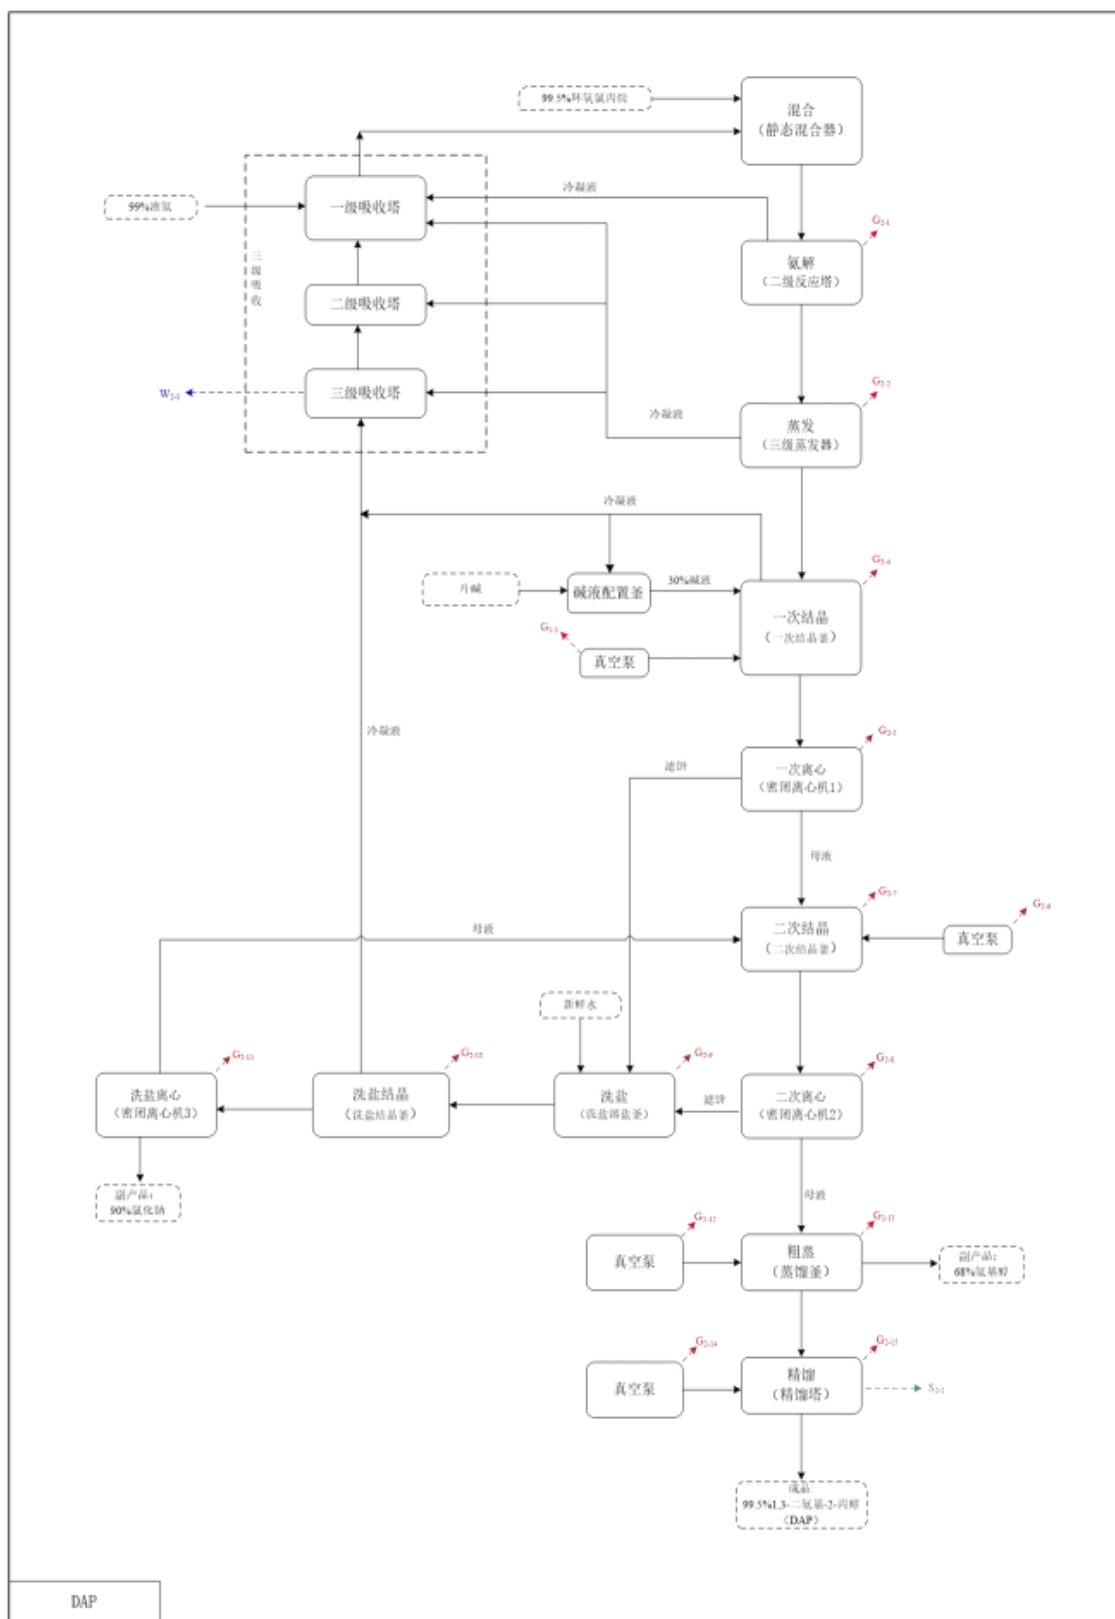 99.5%环氧氯丙烷
混合
(静态混合器)
99%液氨
一级吸收塔
冷凝液
G2-1
三级吸收
氨解
(二级反应塔)
二级吸收塔
W2-1
三级吸收塔
G2-2
冷凝液
蒸发
(三级蒸发器)
冷凝液
G2-4
片碱
碱液配置釜
30%碱液
一次结晶
(一次结晶釜)
G2-3
真空泵
冷凝液
G2-5
滤饼
一次离心
(密闭离心机1)
母液
G2-7
母液
二次结晶
(二次结晶釜)
G2-6
真空泵
新鲜水
G2-11
G2-10
G2-9
G2-8
洗盐离心
(密闭离心机3)
洗盐结晶
(洗盐结晶釜)
洗盐
(洗盐溶盐釜)
滤饼
二次离心
(密闭离心机2)
副产品:
90%氯化钠
母液
G2-12
G2-13
真空泵
粗蒸
(蒸馏釜)
副产品:
68%氨基醇
G2-14
G2-15
真空泵
精馏
(精馏塔)
S2-1
成品:
99.5%1,3-二氨基-2-丙醇
(DAP)
DAP